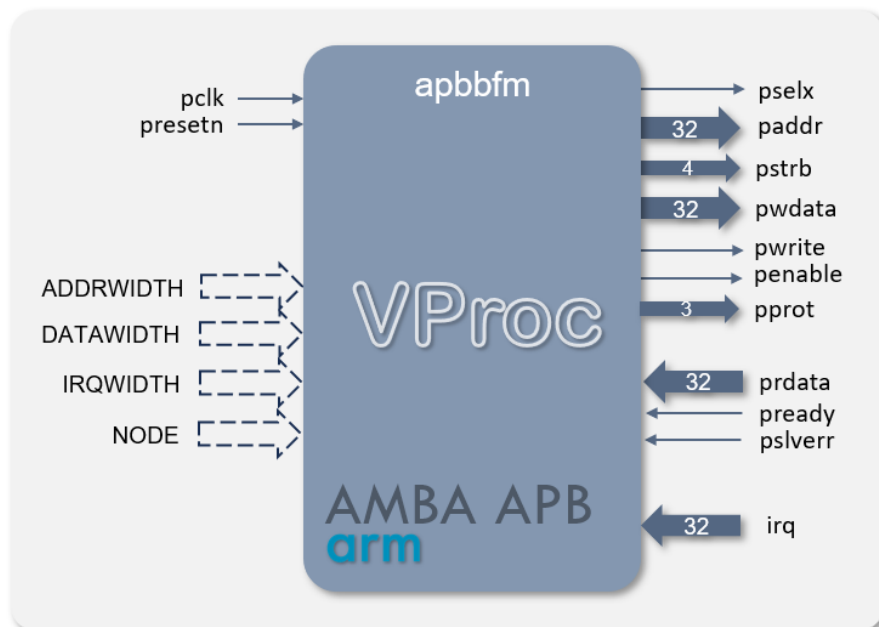 apbbfm
pclk
presetn
ADDRWIDTH
DATAWIDTH
IRQWIDTH
NODE
VProc
AMBA APB
arm
pselx
32 paddr
4 pstrb
32 pwdata
pwrite
penable
3 pprot
32 prdata
pready
pslverr
32 irq